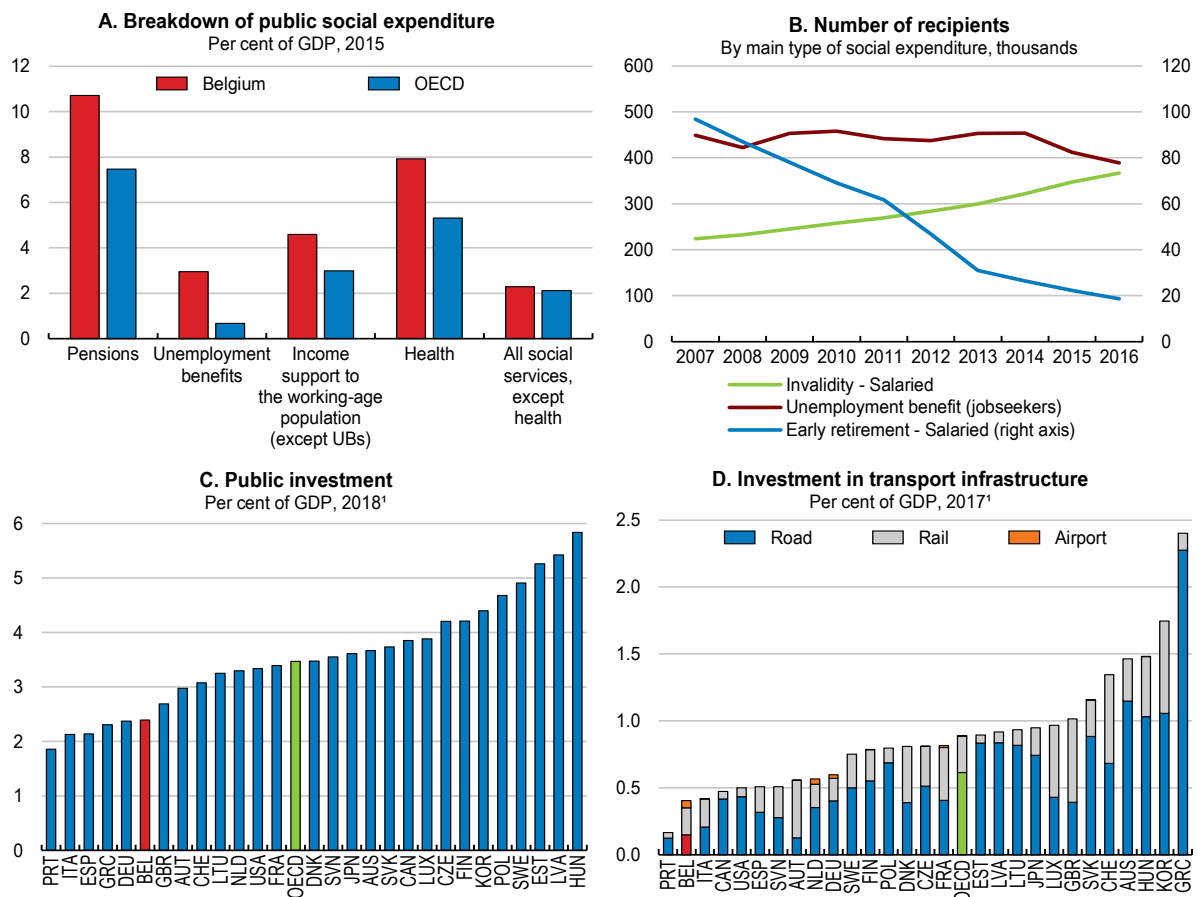 A. Breakdown of public social expenditure
Per cent of GDP, 2015
12
10
8
6
4
2
0
Belgium
OECD
Pensions
Unemployment
benefits
Income
support to
the working-age
population
(except UBs)
Health
All social
services,
except
health
B. Number of recipients
By main type of social expenditure, thousands
600
500
400
300
200
100
0
120
100
80
60
40
20
0
2007 2008 2009 2010 2011 2012 2013 2014 2015 2016
Invalidity - Salaried
Unemployment benefit (jobseekers)
Early retirement - Salaried (right axis)
C. Public investment
Per cent of GDP, 2018¹
6
5
4
3
2
1
0
PRT ITA ESP GRC DEU BEL GBR AUT CHE LTU NLD USA FRA OECD DNK SVN JPN AUS SVK CAN LUX CZE FIN KOR POL SWE EST LVA HUN
D. Investment in transport infrastructure
Per cent of GDP, 2017¹
2.5
2.0
1.5
1.0
0.5
0.0
Road
Rail
Airport
PRT BEL ITA CAN USA ESP SVN AUT NLD DEU SWE FIN POL DNK CZE FRA OECD EST LVA LTU JPN LUX GBR SVK CHE AUS HUN KOR GRC